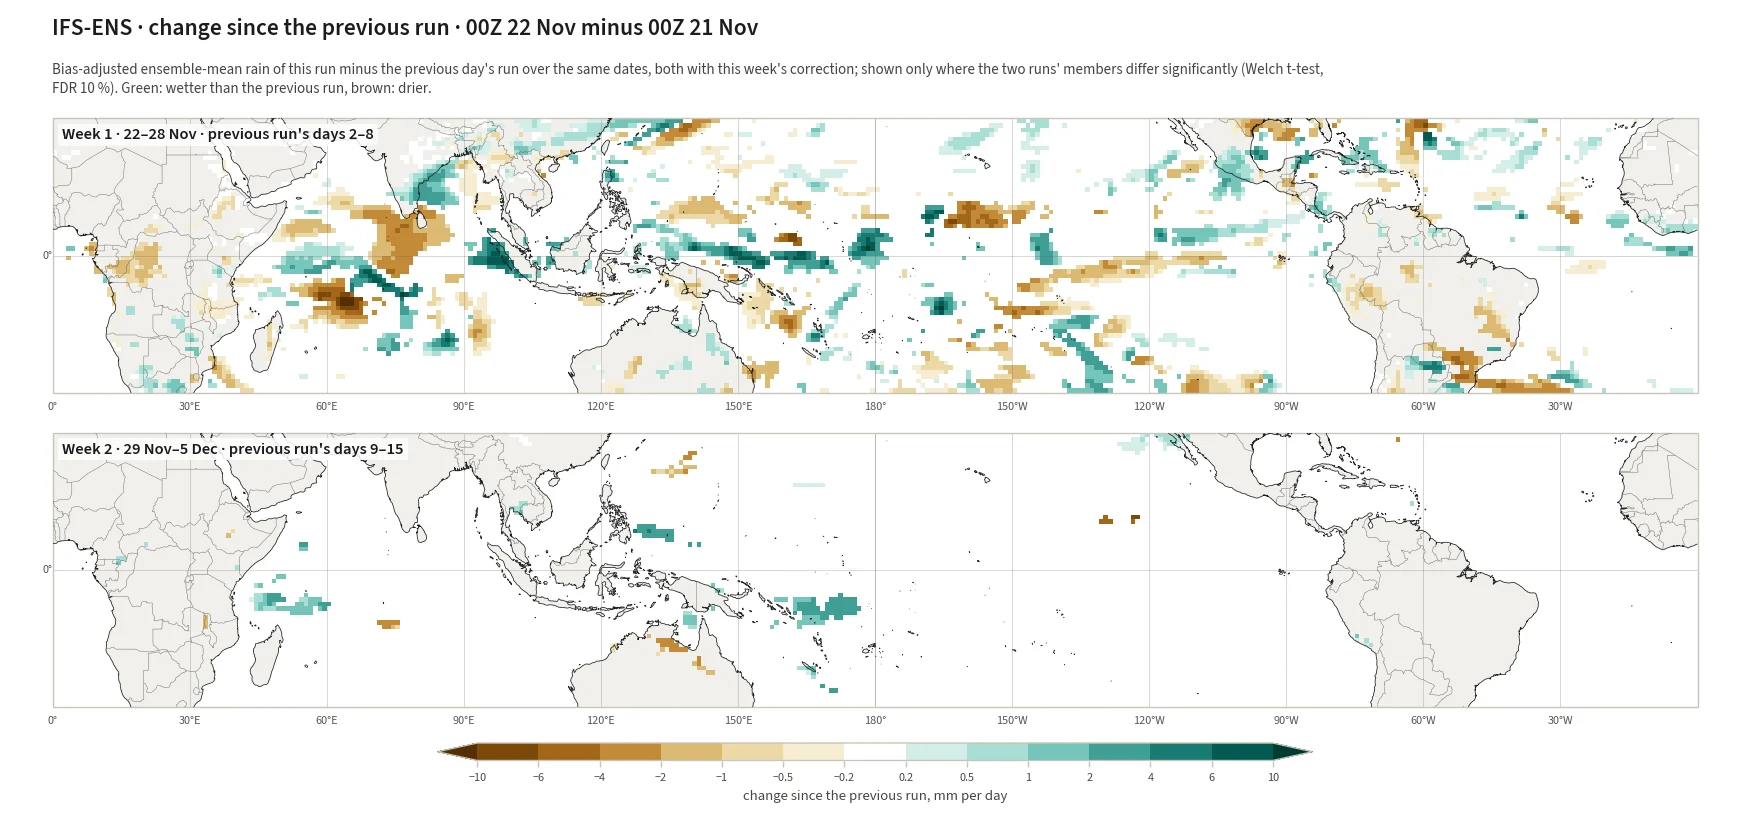 IFS-ENS · change since the previous run · 00Z 22 Nov minus 00Z 21 Nov
Bias-adjusted ensemble-mean rain of this run minus the previous day's run over the same dates, both with this week's correction; shown only where the two runs' members differ significantly (Welch t-test,
FDR 10 %). Green: wetter than the previous run, brown: drier.
Week 1 · 22–28 Nov · previous run's days 2–8
0°
0° 30°E 60°E 90°E 120°E 150°E 180° 150°W 120°W 90°W 60°W 30°W
Week 2 · 29 Nov–5 Dec · previous run's days 9–15
0°
0° 30°E 60°E 90°E 120°E 150°E 180° 150°W 120°W 90°W 60°W 30°W
−10 −6 −4 −2 −1 −0.5 −0.2 0.2 0.5 1 2 4 6 10
change since the previous run, mm per day